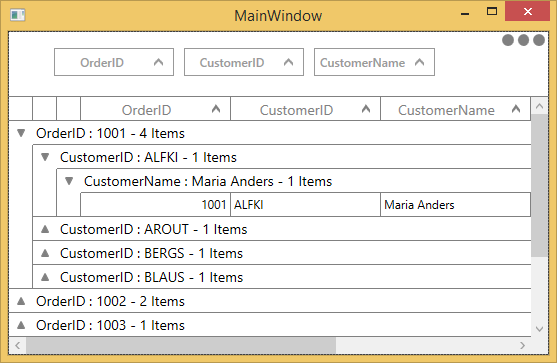 MainWindow
OrderID CustomerID CustomerName
OrderID CustomerID CustomerName
OrderID : 1001 - 4 Items
CustomerID : ALFKI - 1 Items
CustomerName : Maria Anders - 1 Items
1001 ALFKI Maria Anders
CustomerID : AROUT - 1 Items
CustomerID : BERGS - 1 Items
CustomerID : BLAUS - 1 Items
OrderID : 1002 - 2 Items
OrderID : 1003 - 1 Items